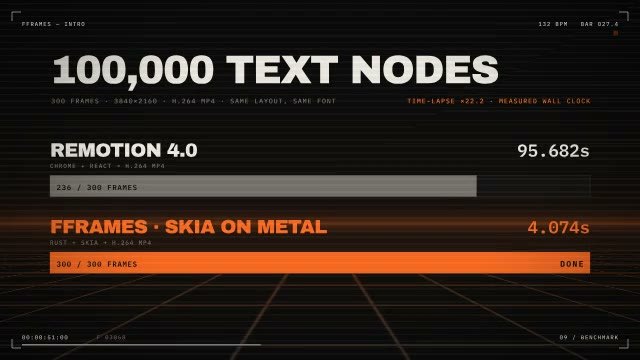 FFRAMES — INTRO
132 BPM BAR 027.4
100,000 TEXT NODES
300 FRAMES · 3840×2160 · H.264 MP4 · SAME LAYOUT, SAME FONT
TIME-LAPSE ×22.2 · MEASURED WALL CLOCK
REMOTION 4.0
95.682s
CHROME + REACT + H.264 MP4
236 / 300 FRAMES
FFRAMES · SKIA ON METAL
4.074s
RUST + SKIA + H.264 MP4
300 / 300 FRAMES
DONE
00:00:51:00
F 03060
09 / BENCHMARK